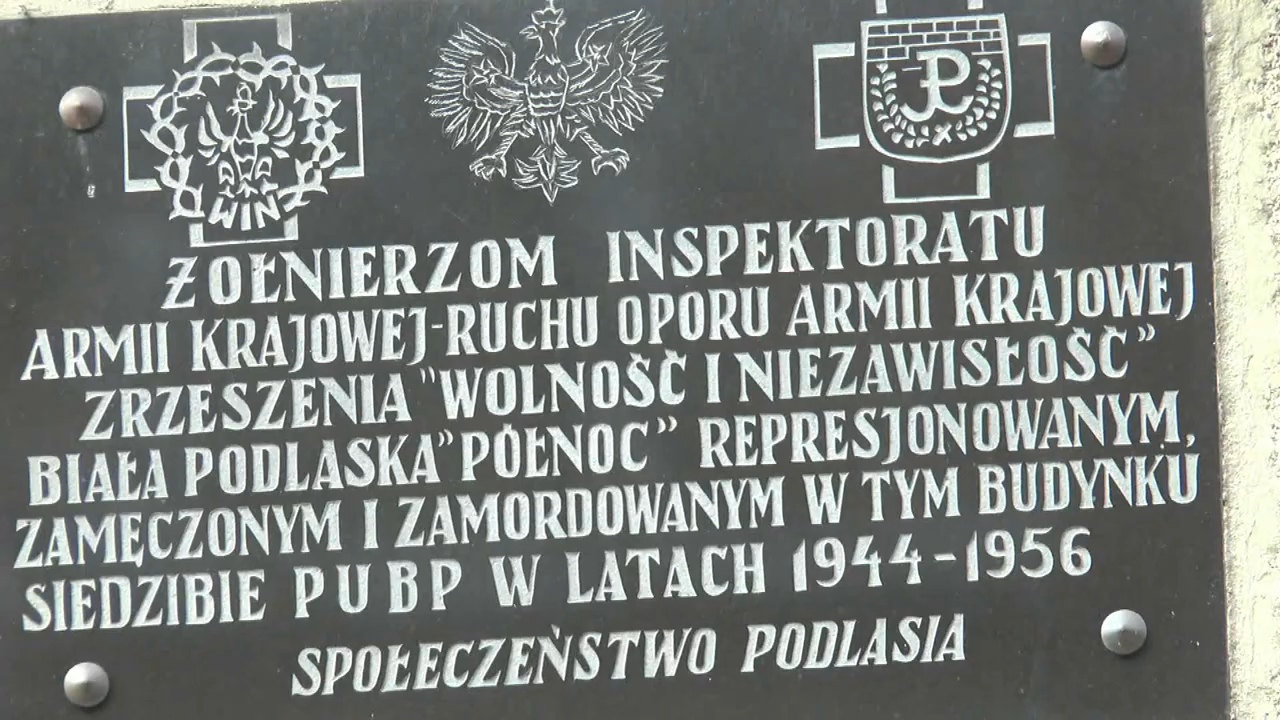 WIN
ŻOŁNIERZOM INSPEKTORATU
ARMII KRAJOWEJ-RUCHU OPORU ARMII KRAJOWEJ
ZRZESZENIA "WOLNOŚĆ I NIEZAWISŁOŚĆ"
BIAŁA PODLASKA "PÓŁNOC" REPRESJONOWANYM,
ZAMĘCZONYM I ZAMORDOWANYM W TYM BUDYNKU
SIEDZIBIE PUBP W LATACH 1944-1956
SPOŁECZEŃSTWO PODLASIA